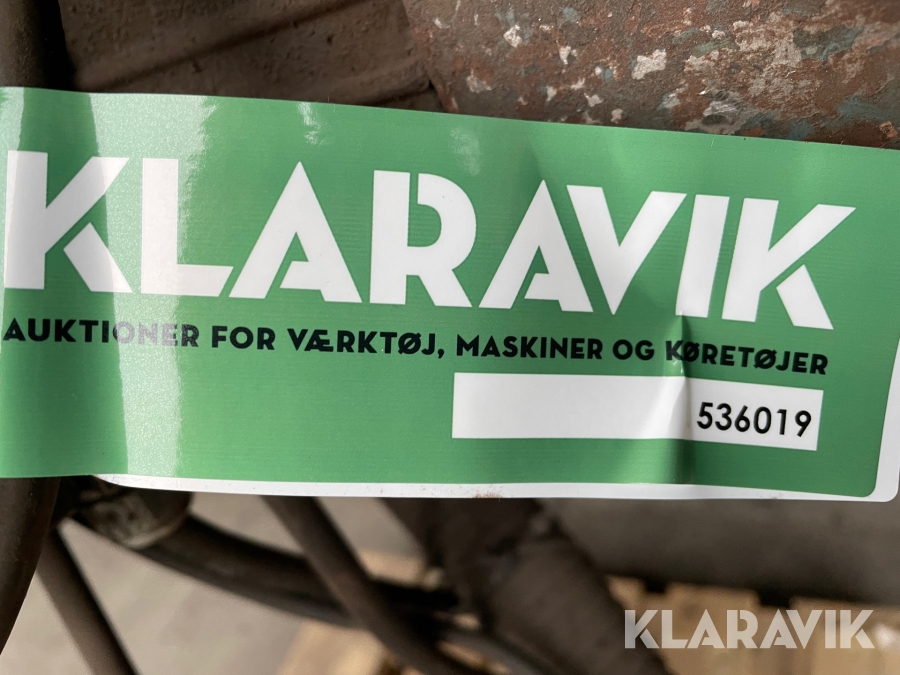 KLARAVIK
AUKTIONER FOR VÆRKTØJ, MASKINER OG KØRETØJER
536019
KLARAVIK